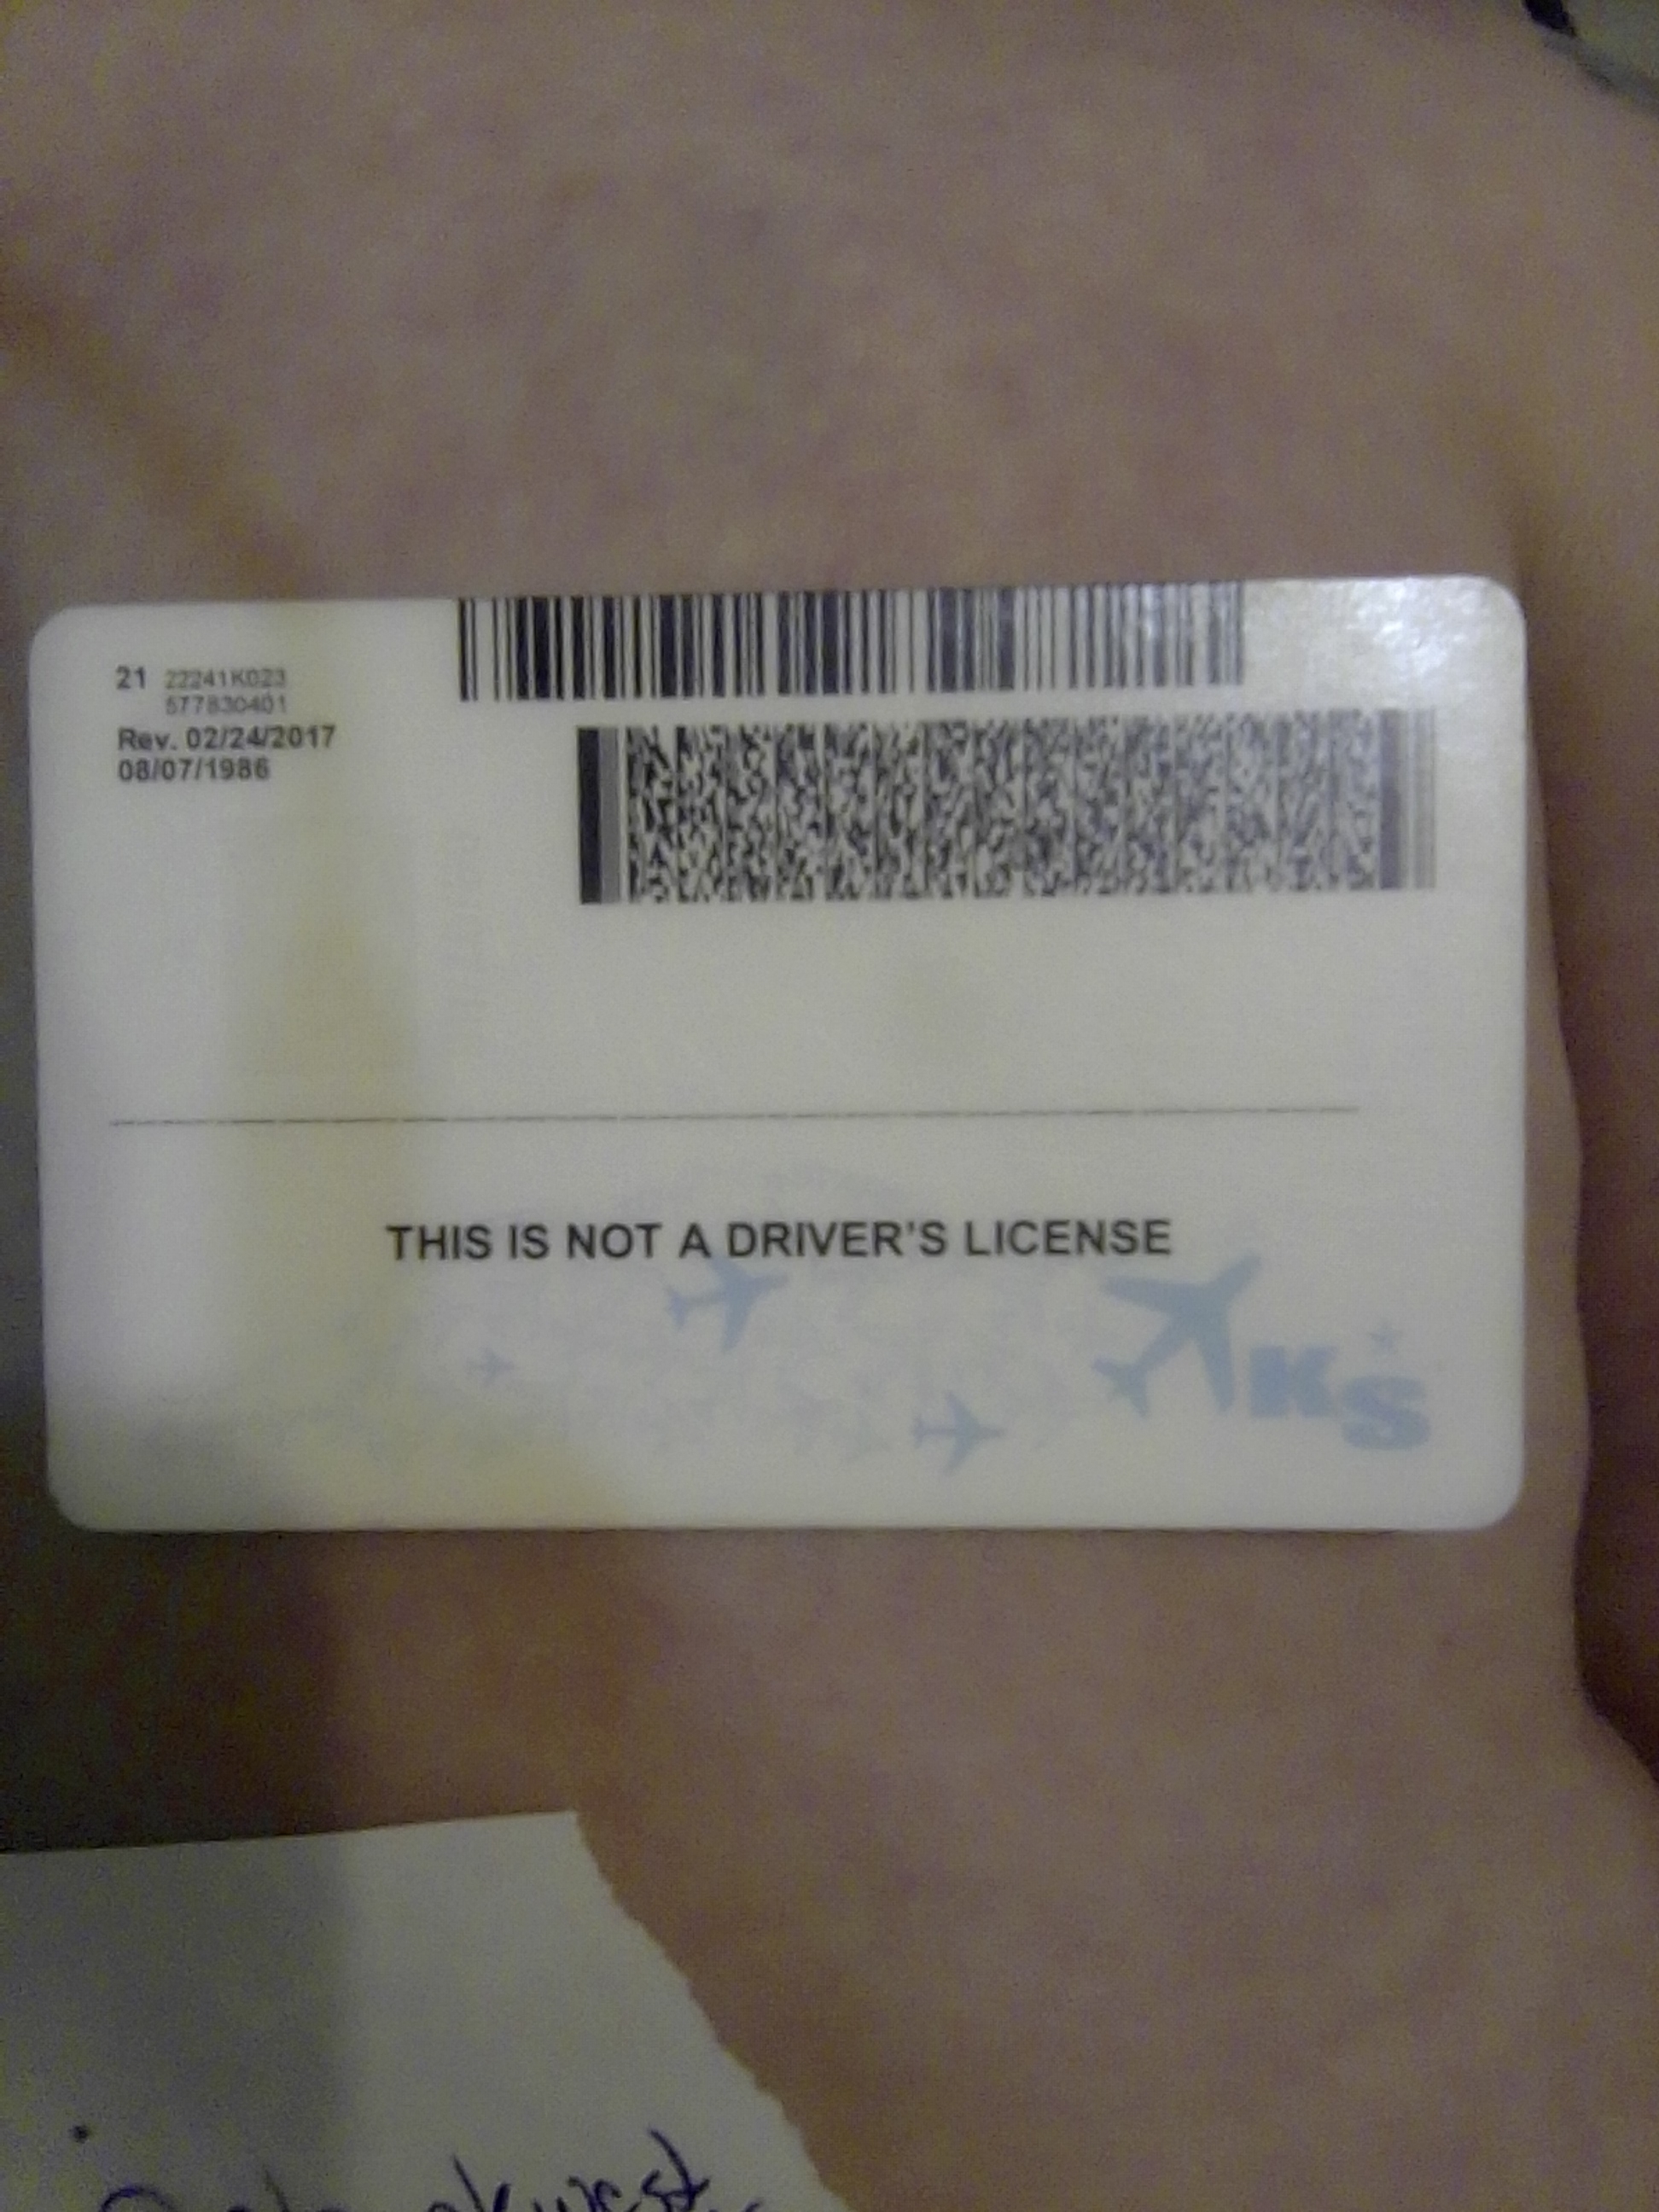 21 22241K023
577830401
Rev. 02/24/2017
08/07/1986
THIS IS NOT A DRIVER'S LICENSE
KS